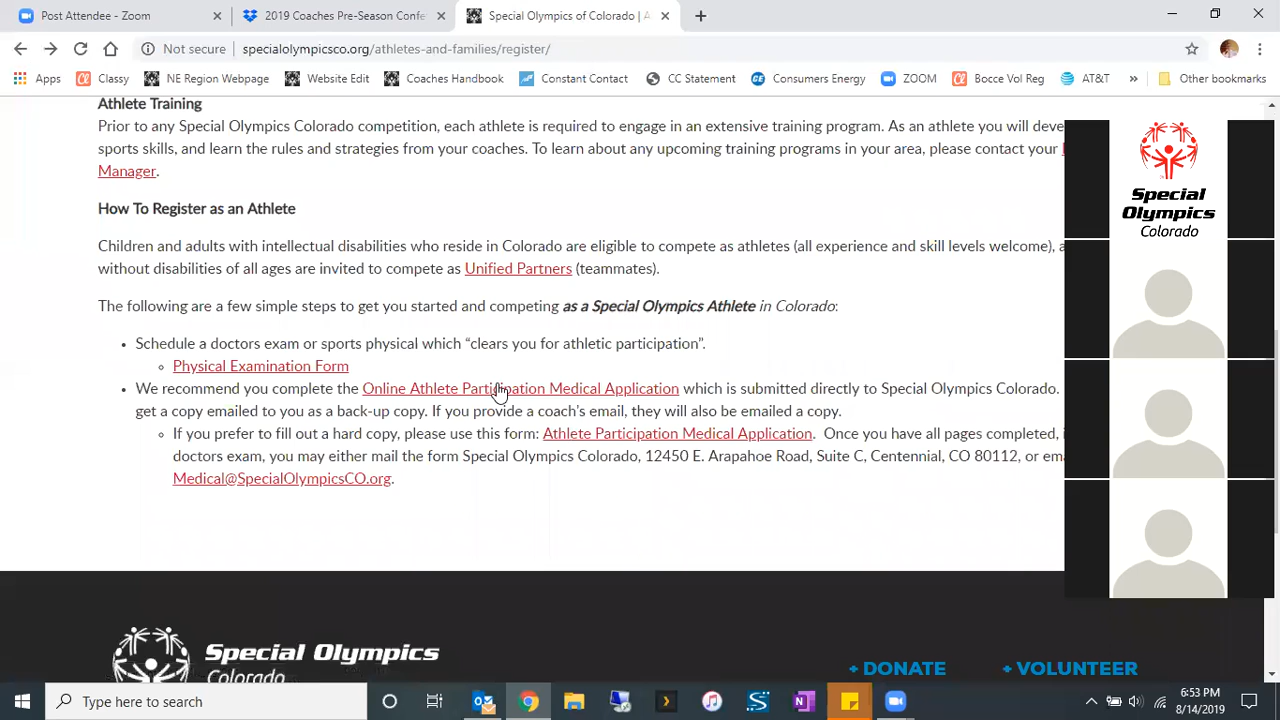 Post Attendee - Zoom
2019 Coaches Pre-Season Confe
Special Olympics of Colorado | A
Not secure
specialolympicsco.org/athletes-and-families/register/
Apps
Classy
NE Region Webpage
Website Edit
Coaches Handbook
Constant Contact
CC Statement
Consumers Energy
ZOOM
Bocce Vol Reg
AT&T
»
Other bookmarks
Athlete Training
Prior to any Special Olympics Colorado competition, each athlete is required to engage in an extensive training program. As an athlete you will deve
sports skills, and learn the rules and strategies from your coaches. To learn about any upcoming training programs in your area, please contact your
Manager.
How To Register as an Athlete
Children and adults with intellectual disabilities who reside in Colorado are eligible to compete as athletes (all experience and skill levels welcome), a
without disabilities of all ages are invited to compete as Unified Partners (teammates).
The following are a few simple steps to get you started and competing as a Special Olympics Athlete in Colorado:
• Schedule a doctors exam or sports physical which “clears you for athletic participation”.
◦ Physical Examination Form
• We recommend you complete the Online Athlete Participation Medical Application which is submitted directly to Special Olympics Colorado.
get a copy emailed to you as a back-up copy. If you provide a coach’s email, they will also be emailed a copy.
◦ If you prefer to fill out a hard copy, please use this form: Athlete Participation Medical Application. Once you have all pages completed, i
doctors exam, you may either mail the form Special Olympics Colorado, 12450 E. Arapahoe Road, Suite C, Centennial, CO 80112, or ema
Medical@SpecialOlympicsCO.org.
Special
Olympics
Colorado
Special Olympics
Colorado
+ DONATE
+ VOLUNTEER
Type here to search
6:53 PM
8/14/2019